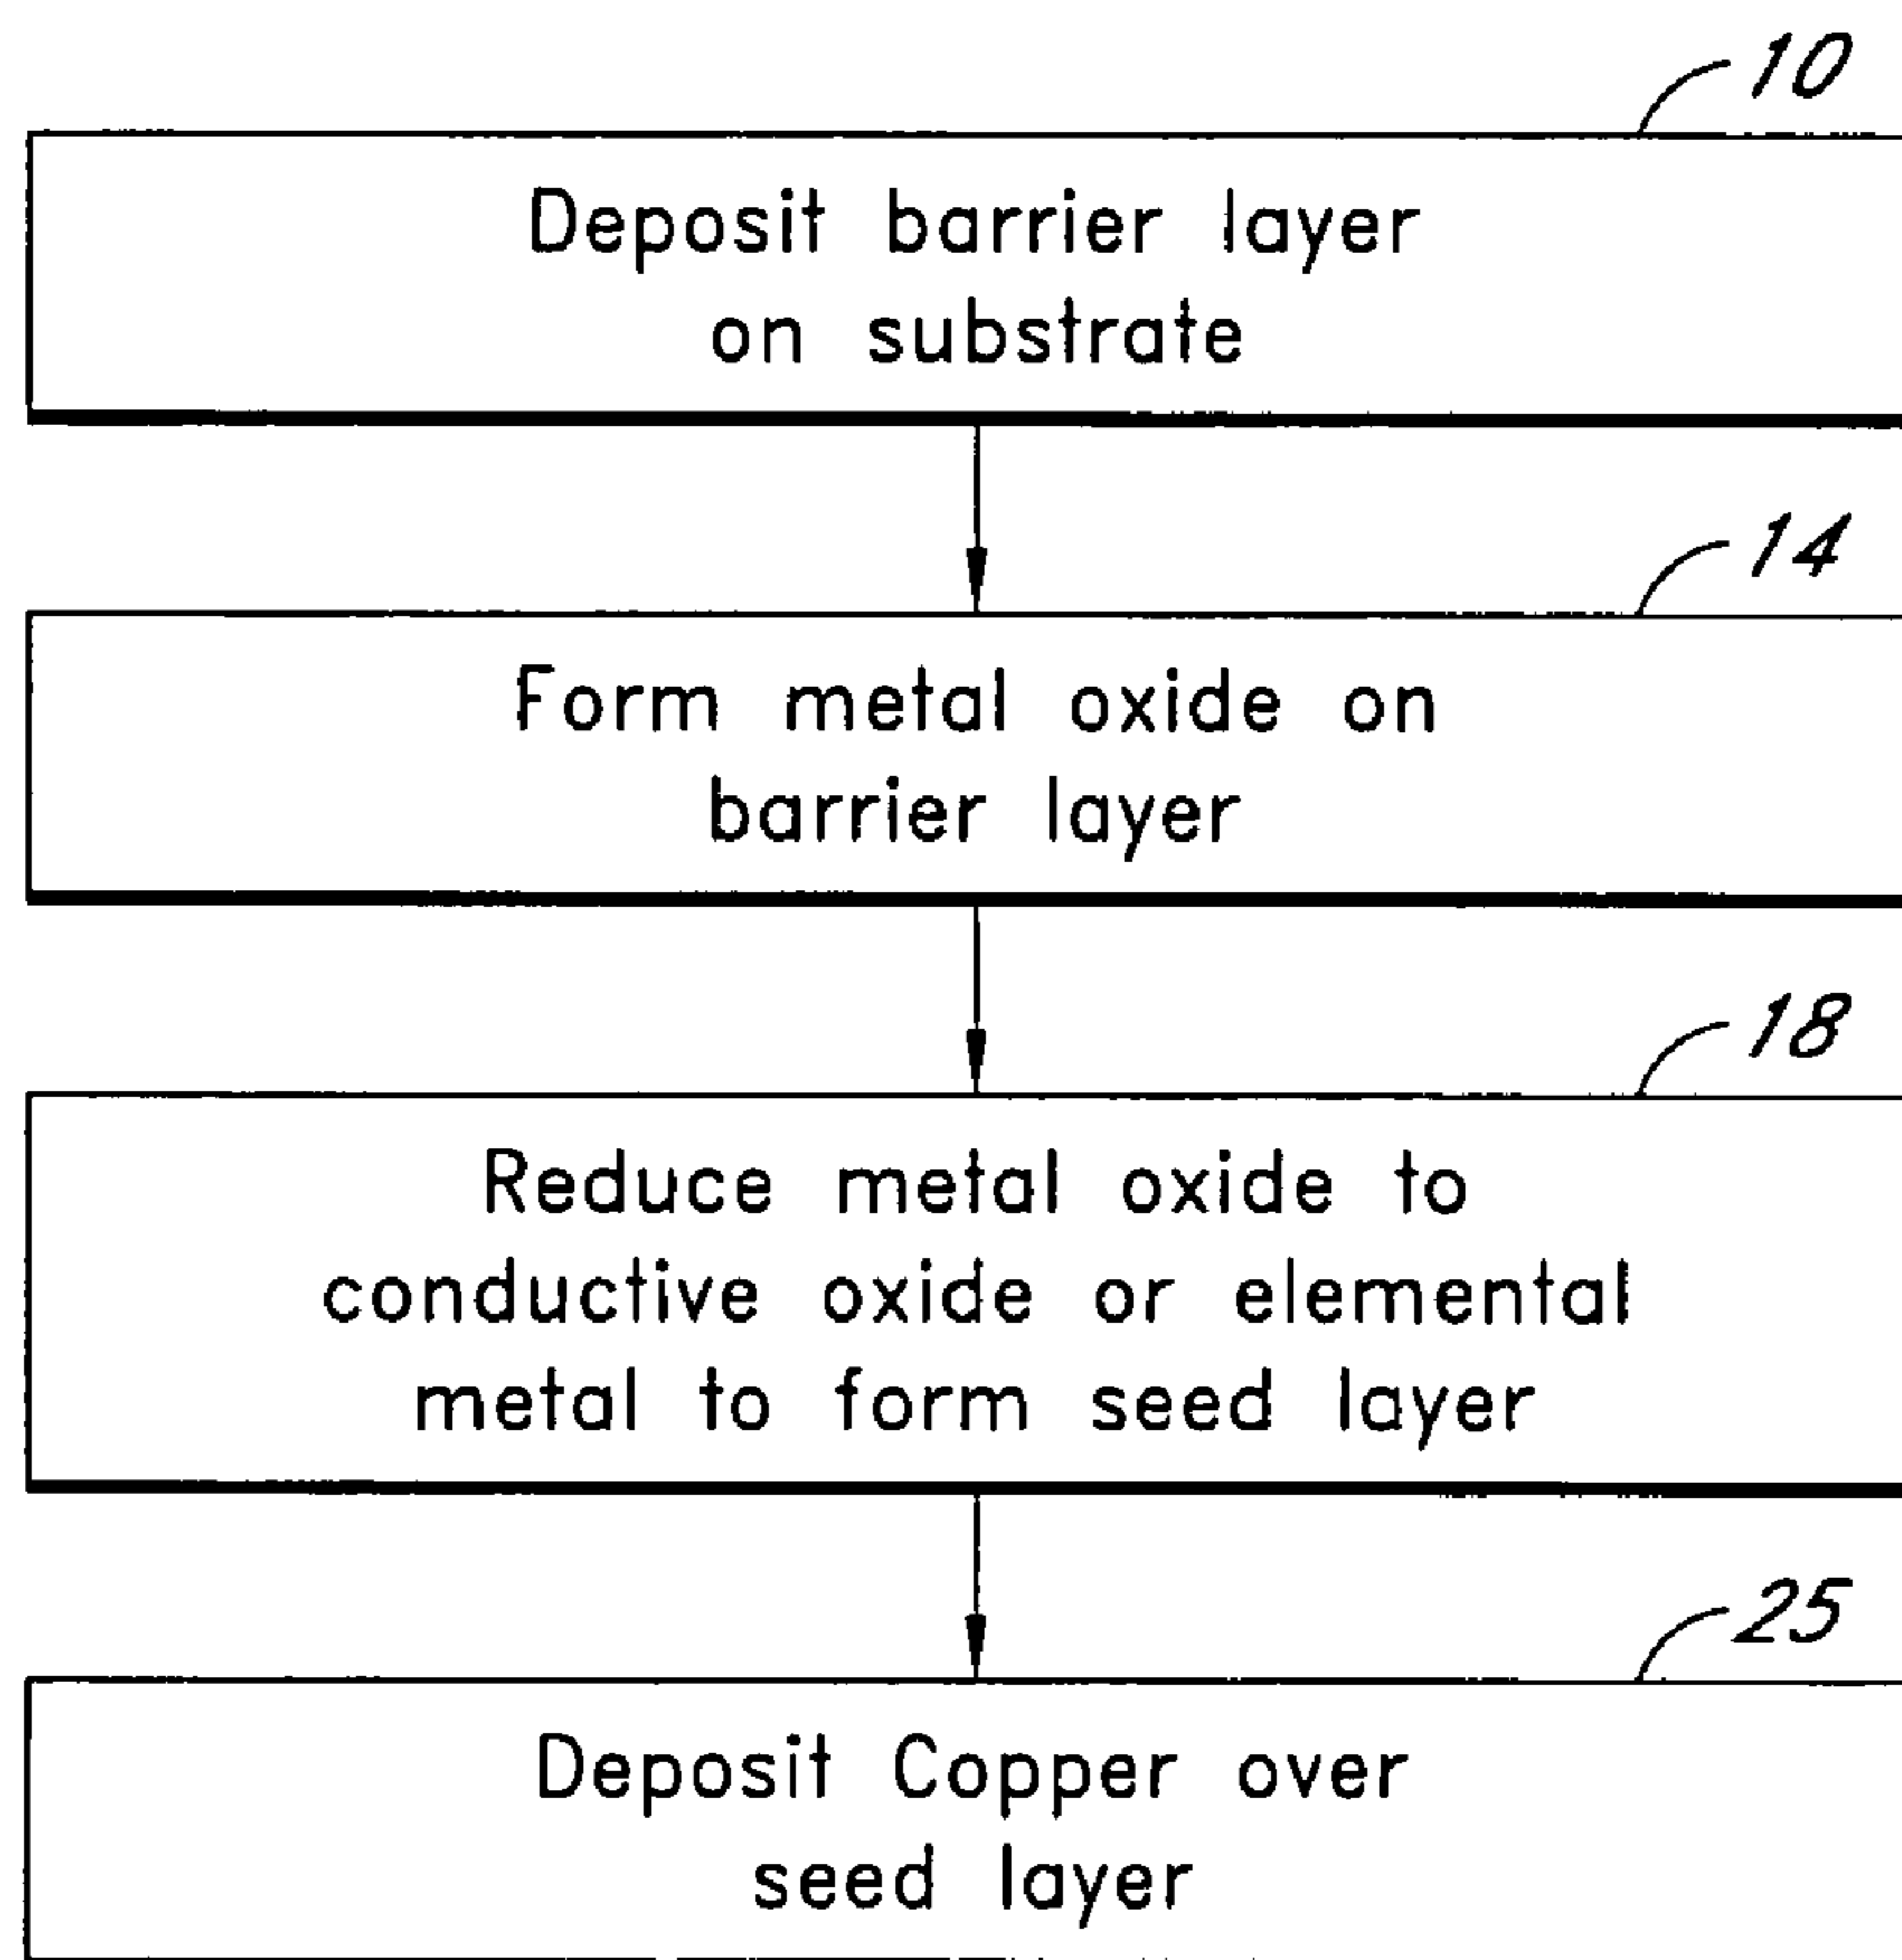 10
Deposit barrier layer
on substrate
14
Form metal oxide on
barrier layer
18
Reduce metal oxide to
conductive oxide or elemental
metal to form seed layer
25
Deposit Copper over
seed layer